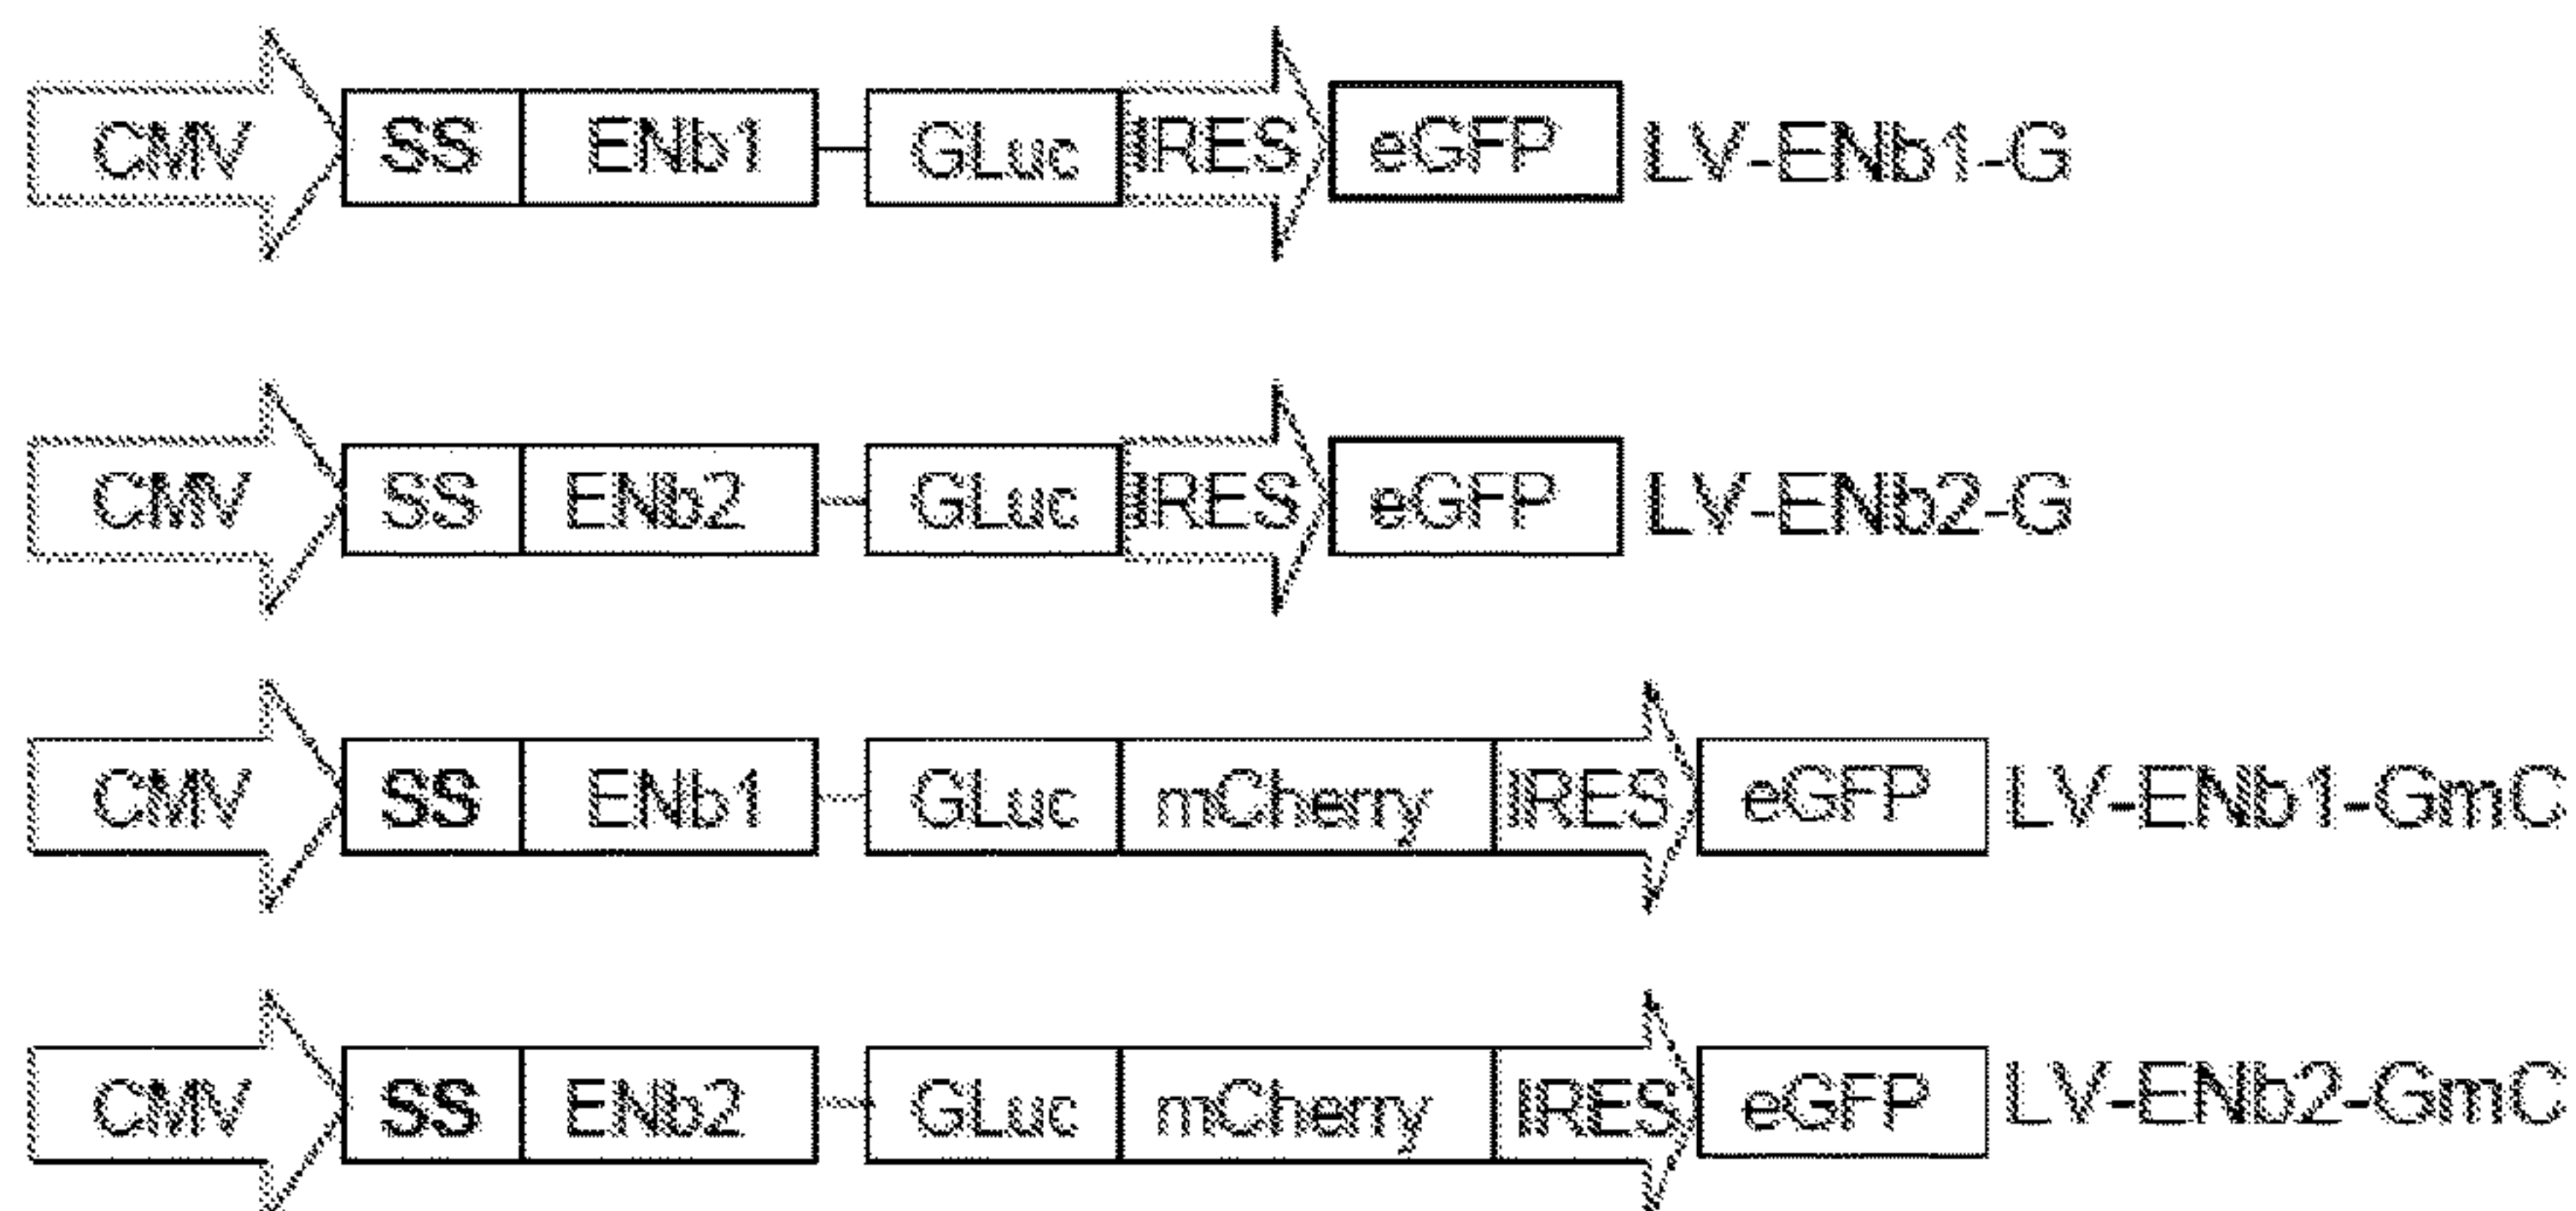 CMV SS ENb1 GLuc IRES eGFP LV-ENb1-G
CMV SS ENb2 GLuc IRES eGFP LV-ENb2-G
CMV SS ENb1 GLuc mCherry IRES eGFP LV-ENb1-GmC
CMV SS ENb2 GLuc mCherry IRES eGFP LV-ENb2-GmC